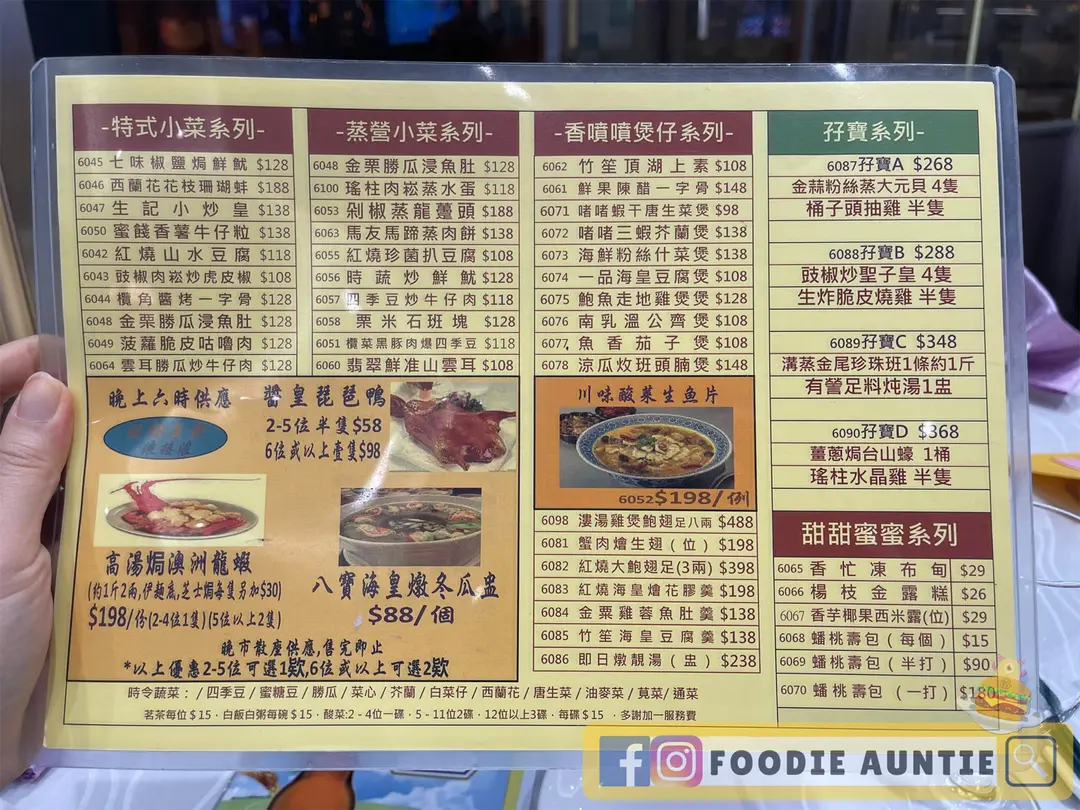 -特式小菜系列-
6045 七味椒鹽焗鮮魷 $128
6046 西蘭花花枝珊瑚蚌 $188
6047 生記小炒皇 $138
6050 蜜餞香薯牛仔粒 $138
6042 紅燒山水豆腐 $118
6043 豉椒肉崧炒虎皮椒 $108
6044 欖角醬烤一字骨 $128
6048 金栗勝瓜浸魚肚 $128
6049 菠蘿脆皮咕嚕肉 $128
6064 雲耳勝瓜炒牛仔肉 $128
-蒸營小菜系列-
6048 金栗勝瓜浸魚肚 $128
6100 瑤柱肉崧蒸水蛋 $118
6053 剁椒蒸龍躉頭 $188
6063 馬友馬蹄蒸肉餅 $138
6055 紅燒珍菌扒豆腐 $108
6056 時蔬炒鮮魷 $128
6057 四季豆炒牛仔肉 $118
6058 栗米石班塊 $128
6051 欖菜黑豚肉爆四季豆 $118
6060 翡翠鮮准山雲耳 $108
-香噴噴煲仔系列-
6062 竹笙頂湖上素 $108
6061 鮮果陳醋一字骨 $148
6071 啫啫蝦干唐生菜煲 $98
6072 啫啫三蝦芥蘭煲 $138
6073 海鮮粉絲什菜煲 $138
6074 一品海皇豆腐煲 $108
6075 鮑魚走地雞煲煲 $128
6076 南乳溫公齊煲 $108
6077 魚香茄子煲 $108
6078 涼瓜炆班頭腩煲 $148
孖寶系列-
6087孖寶A $268
金蒜粉絲蒸大元貝 4隻
桶子頭抽雞 半隻
6088孖寶B $288
豉椒炒聖子皇 4隻
生炸脆皮燒雞 半隻
6089孖寶C $348
溝蒸金尾珍珠班1條約1斤
有營足料炖湯1盅
6090孖寶D $368
薑蔥焗台山蠔 1桶
瑤柱水晶雞 半隻
晚上六時供應
醬皇琵琶鴨
2-5位半隻$58
6位或以上壹隻$98
高湯焗澳洲龍蝦
(約1斤2兩,伊麵底,芝士焗每隻另加$30)
$198/份(2-4位1隻)(5位以上2隻)
八寶海皇燉冬瓜盅
$88/個
晚市散座供應,售完即止
*以上優惠2-5位可選1欵,6位或以上可選2欵
川味酸菜生魚片
6052$198/例
6098 濃湯雞煲鮑翅足八兩 $488
6081 蟹肉燴生翅(位) $198
6082 紅燒大鮑翅足(3兩) $398
6083 紅燒海皇燴花膠羹 $198
6084 金粟雞蓉魚肚羹 $138
6085 竹笙海皇豆腐羹 $138
6086 即日燉靚湯(盅) $238
甜甜蜜蜜系列
6065 香忙凍布甸 $29
6066 楊枝金露糕 $26
6067 香芋椰果西米露(位) $29
6068 蟠桃壽包(每個) $15
6069 蟠桃壽包(半打) $90
6070 蟠桃壽包(一打) $180
時令蔬菜:/四季豆/蜜糖豆/勝瓜/菜心/芥蘭/白菜仔/西蘭花/唐生菜/油麥菜/莧菜/通菜
茗茶每位$15 · 白飯白粥每碗$15 · 酸菜:2-4位一碟 · 5-11位2碟 · 12位以上3碟 · 每碟$15 · 多謝加一服務費
FOODIE AUNTIE